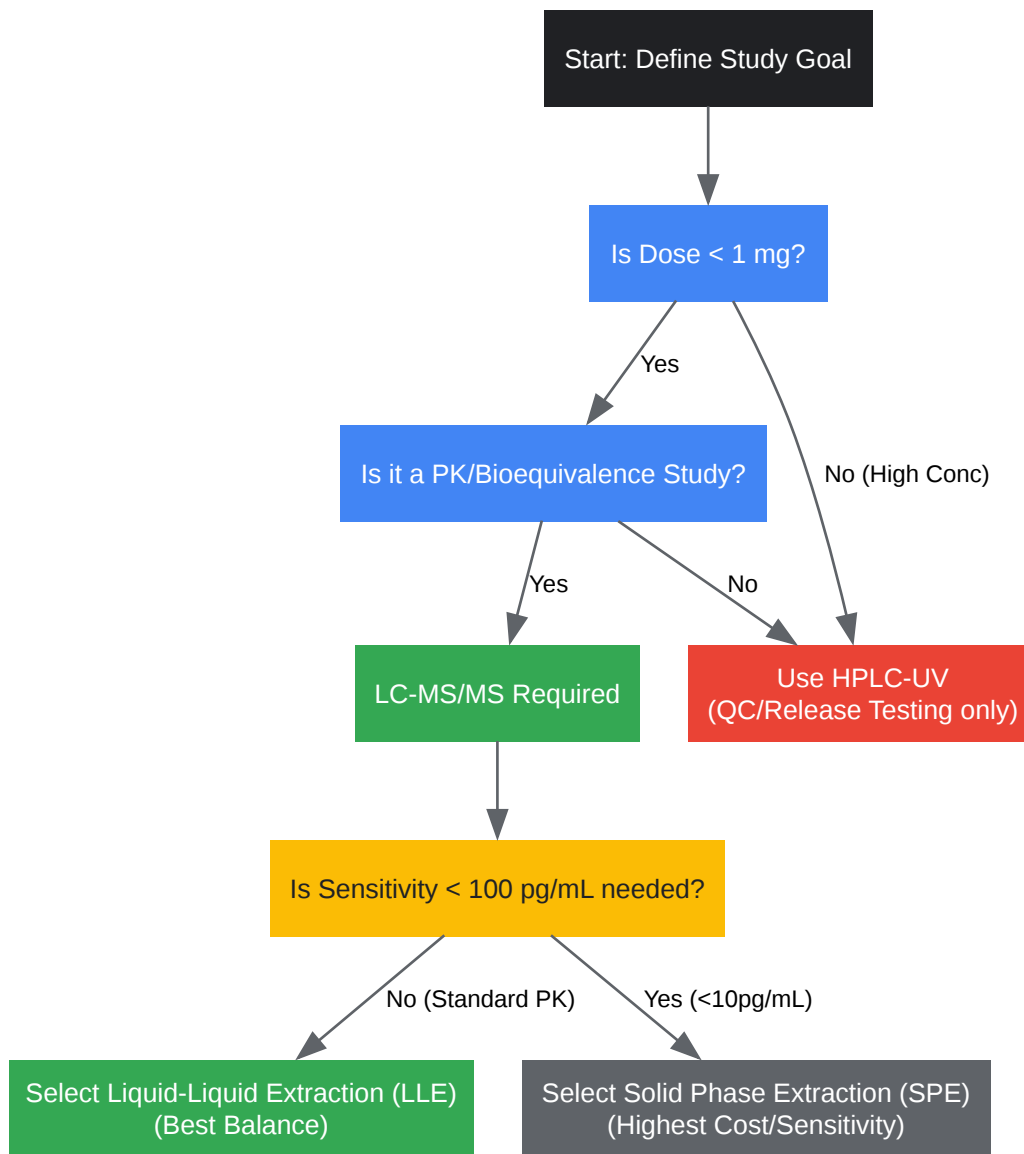 Start: Define Study Goal
Is Dose < 1 mg?
Yes
Is it a PK/Bioequivalence Study?
No (High Conc)
Yes
No
LC-MS/MS Required
Use HPLC-UV
(QC/Release Testing only)
Is Sensitivity < 100 pg/mL needed?
No (Standard PK)
Yes (<10pg/mL)
Select Liquid-Liquid Extraction (LLE)
(Best Balance)
Select Solid Phase Extraction (SPE)
(Highest Cost/Sensitivity)